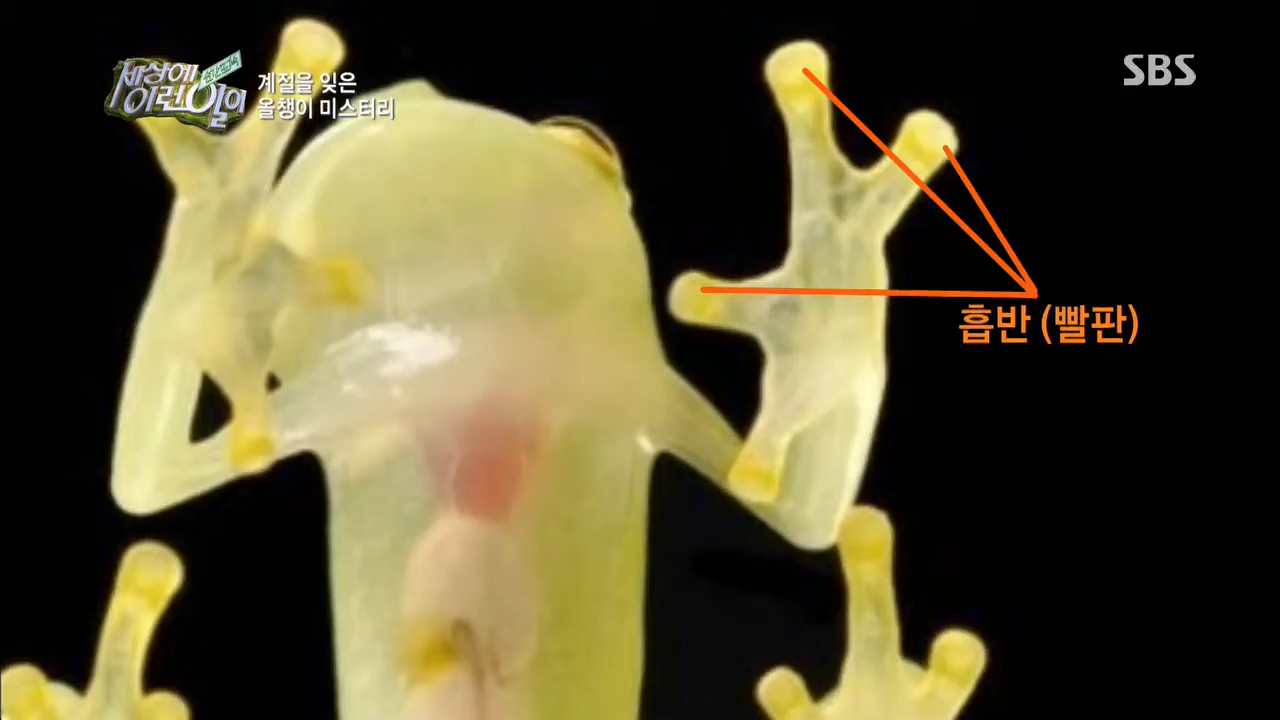 세상에
이런일이
계절을 잊은
올챙이 미스터리
SBS
흡반 (빨판)